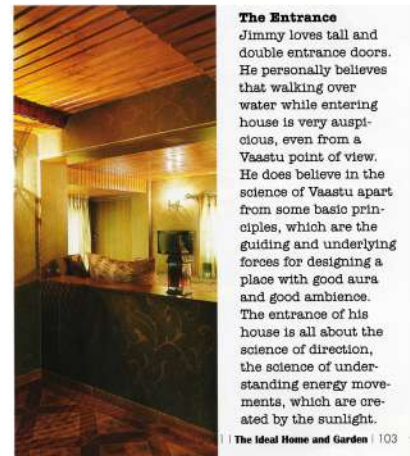 The Entrance
Jimmy loves tall and
double entrance doors.
He personally believes
that walking over
water while entering
house is very auspi-
cious, even from a
Vaastu point of view.
He does believe in the
science of Vaastu apart
from some basic prin-
ciples, which are the
guiding and underlying
forces for designing a
place with good aura
and good ambience.
The entrance of his
house is all about the
science of direction,
the science of under-
standing energy move-
ments, which are cre-
ated by the sunlight.
1 | The Ideal Home and Garden | 103